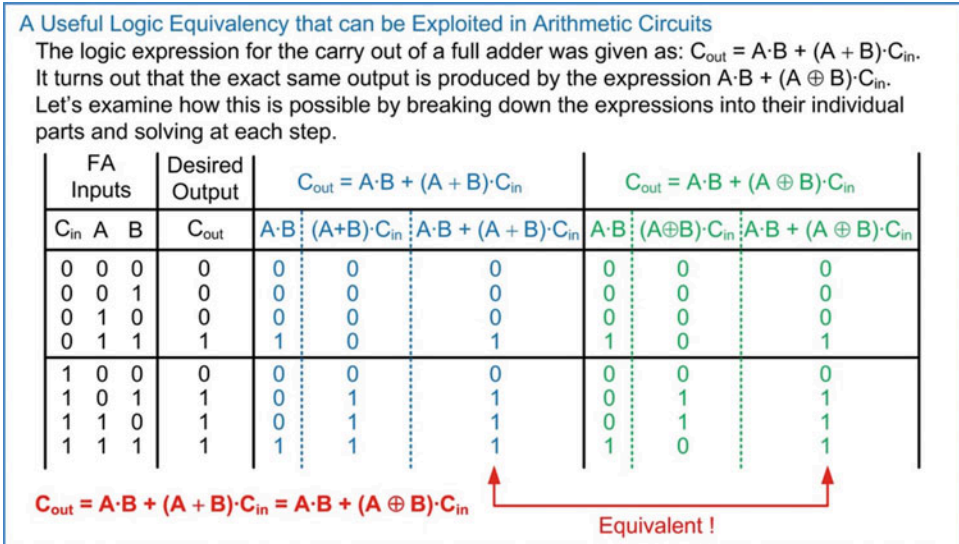 A Useful Logic Equivalency that can be Exploited in Arithmetic Circuits
The logic expression for the carry out of a full adder was given as: Cout = A·B + (A + B)·Cin.
It turns out that the exact same output is produced by the expression A·B + (A ⊕ B)·Cin.
Let's examine how this is possible by breaking down the expressions into their individual
parts and solving at each step.
FA Inputs Desired Output Cout = A·B + (A + B)·Cin Cout = A·B + (A ⊕ B)·Cin
Cin A B Cout A·B (A+B)·Cin A·B + (A + B)·Cin A·B (A⊕B)·Cin A·B + (A ⊕ B)·Cin
0 0 0 0 0 0 0 0 0 0
0 0 1 0 0 0 0 0 0 0
0 1 0 0 0 0 0 0 0 0
0 1 1 1 1 0 1 1 0 1
1 0 0 0 0 0 0 0 0 0
1 0 1 1 0 1 1 0 1 1
1 1 0 1 0 1 1 0 1 1
1 1 1 1 1 1 1 1 0 1
Cout = A·B + (A + B)·Cin = A·B + (A ⊕ B)·Cin
Equivalent !